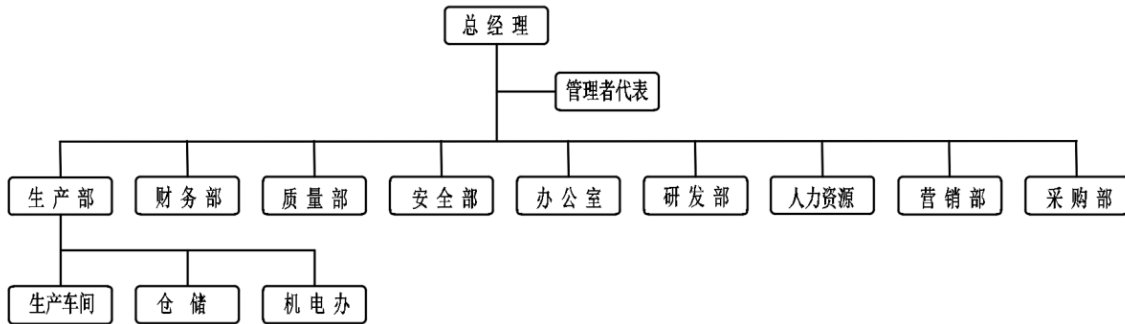 总经理
管理者代表
生产部
财务部
质量部
安全部
办公室
研发部
人力资源
营销部
采购部
生产车间
仓储
机电办